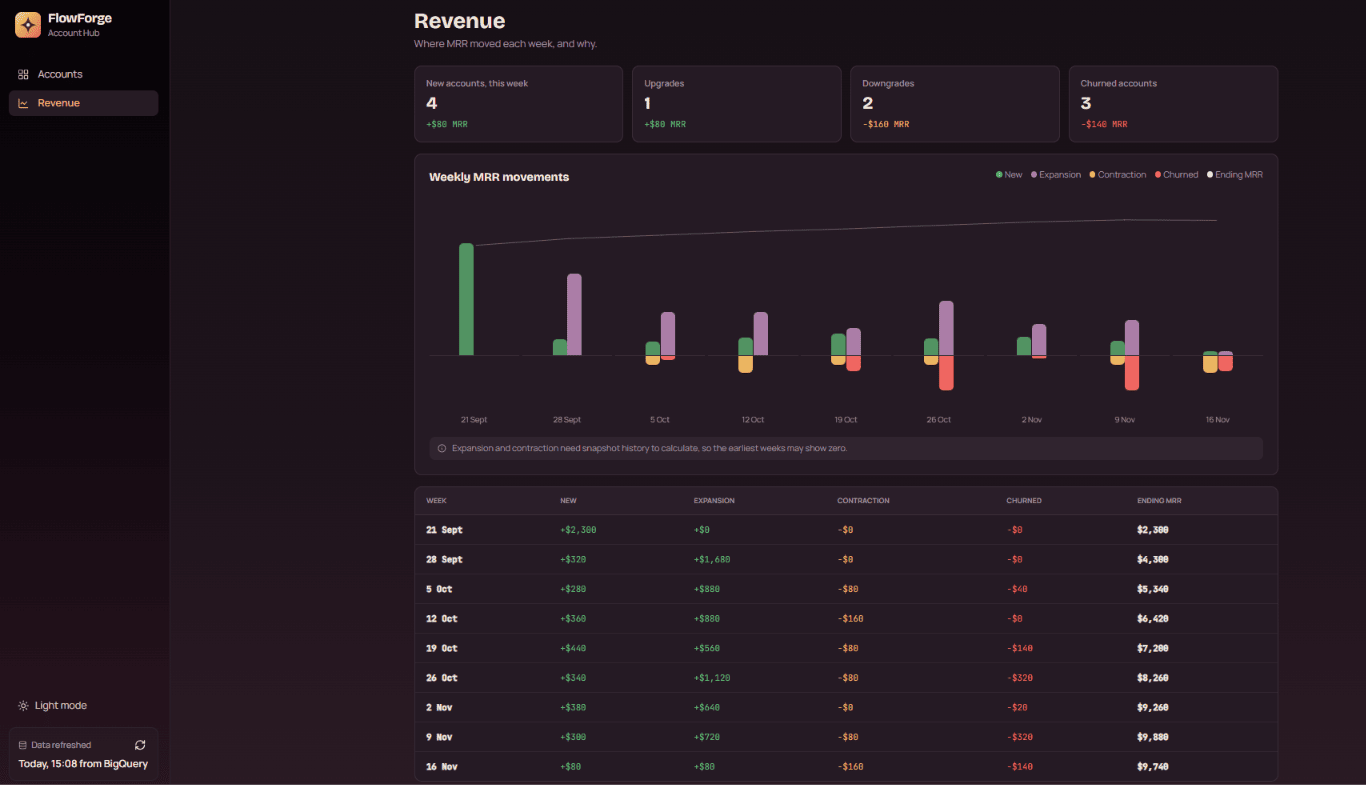 FlowForge
Account Hub
Accounts
Revenue
Light mode
Data refreshed
Today, 15:08 from BigQuery
Revenue
Where MRR moved each week, and why.
New accounts, this week
4
+$80 MRR
Upgrades
1
+$80 MRR
Downgrades
2
-$160 MRR
Churned accounts
3
-$140 MRR
Weekly MRR movements
New Expansion Contraction Churned Ending MRR
21 Sept 28 Sept 5 Oct 12 Oct 19 Oct 26 Oct 2 Nov 9 Nov 16 Nov
Expansion and contraction need snapshot history to calculate, so the earliest weeks may show zero.
WEEK NEW EXPANSION CONTRACTION CHURNED ENDING MRR
21 Sept +$2,300 +$0 -$0 -$0 $2,300
28 Sept +$320 +$1,680 -$0 -$0 $4,300
5 Oct +$280 +$880 -$80 -$40 $5,340
12 Oct +$360 +$880 -$160 -$0 $6,420
19 Oct +$440 +$560 -$80 -$140 $7,200
26 Oct +$340 +$1,120 -$80 -$320 $8,260
2 Nov +$380 +$640 -$0 -$20 $9,260
9 Nov +$300 +$720 -$80 -$320 $9,880
16 Nov +$80 +$80 -$160 -$140 $9,740